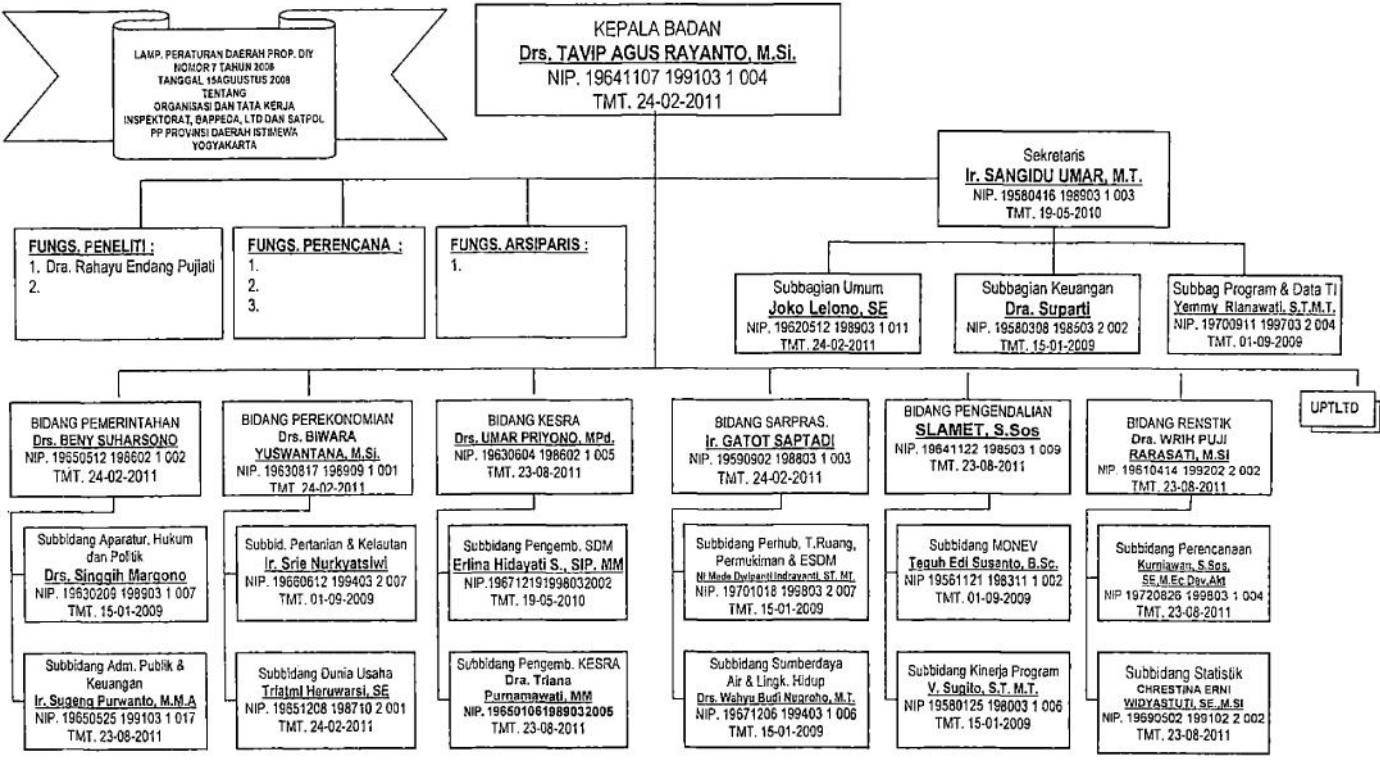 LAMP. PERATURAN DAERAH PROP. DIY
NOMOR 7 TAHUN 2008
TANGGAL 15AGUUSTUS 2008
TENTANG
ORGANISASI DAN TATA KERJA
INSPEKTORAT, BAPPEDA, LTD DAN SATPOL
PP PROVINSI DAERAH ISTIMEWA
YOGYAKARTA
KEPALA BADAN
Drs, TAVIP AGUS RAYANTO, M.Si.
NIP. 19641107 199103 1 004
TMT. 24-02-2011
Sekretaris
Ir. SANGIDU UMAR, M.T.
NIP. 19580416 198903 1 003
TMT. 19-05-2010
FUNGS. PENELITI :
1. Dra. Rahayu Endang Pujiati
2.
FUNGS. PERENCANA :
1.
2.
3.
FUNGS. ARSIPARIS :
1.
Subbagian Umum
Joko Lelono, SE
NIP. 19620512 198903 1 011
TMT. 24-02-2011
Subbagian Keuangan
Dra. Suparti
NIP. 19580308 198503 2 002
TMT. 15-01-2009
Subbag Program & Data TI
Yemmy Rianawati, S.T.M.T.
NIP. 19700911 199703 2 004
TMT. 01-09-2009
BIDANG PEMERINTAHAN
Drs. BENY SUHARSONO
NIP. 19650512 198602 1 002
TMT. 24-02-2011
BIDANG PEREKONOMIAN
Drs. BIWARA
YUSWANTANA, M.Si.
NIP. 19630817 198909 1 001
TMT 24-02-2011
BIDANG KESRA
Drs. UMAR PRIYONO, MPd.
NIP. 19630604 198602 1 005
TMT. 23-08-2011
BIDANG SARPRAS.
Ir. GATOT SAPTADI
NIP. 19590902 198803 1 003
TMT. 24-02-2011
BIDANG PENGENDALIAN
SLAMET, S.Sos
NIP. 19641122 198503 1 009
TMT. 23-08-2011
BIDANG RENSTIK
Dra. WRIH PUJI
RARASATI, M.SI
NIP. 19610414 199202 2 002
TMT. 23-08-2011
UPTLTD
Subbidang Aparatur, Hukum
dan Politik
Drs. Singgih Margono
NIP. 19630209 198903 1 007
TMT. 15-01-2009
Subbid. Pertanian & Kelautan
Ir. Srie Nurkyatsiwi
NIP. 19660612 199403 2 007
TMT. 01-09-2009
Subbidang Pengemb. SDM
Erlina Hidayati S., SIP. MM
NIP.196712191998032002
TMT. 19-05-2010
Subbidang Perhub, T.Ruang,
Permukiman & ESDM
Ni Made Dwipanti Indrayanti, ST. MT.
NIP. 19701018 199803 2 007
TMT. 15-01-2009
Subbidang MONEV
Teguh Edi Susanto, B.Sc.
NIP 19561121 198311 1 002
TMT. 01-09-2009
Subbidang Perencanaan
Kurniawan, S.Sos,
SE,M.Ec.Dev,Akt
NIP 19720826 199803 1 004
TMT. 23-08-2011
Subbidang Adm. Publik &
Keuangan
Ir. Sugeng Purwanto, M.M.A
NIP. 19650525 199103 1 017
TMT. 23-08-2011
Subbidang Dunia Usaha
Triatmi Heruwarsi, SE
NIP. 19651208 198710 2 001
TMT. 24-02-2011
Subbidang Pengemb. KESRA
Dra. Triana
Purnamawati, MM
NIP. 196501061989032005
TMT. 23-08-2011
Subbidang Sumberdaya
Air & Lingk. Hidup
Drs. Wahyu Budi Nugroho, M.T.
NIP. 19671206 199403 1 006
TMT. 15-01-2009
Subbidang Kinerja Program
V. Sugito, S.T. M.T.
NIP. 19580125 198003 1 006
TMT. 15-01-2009
Subbidang Statistik
CHRESTINA ERNI
WIDYASTUTI, SE.,M.SI
NIP. 19690502 199102 2 002
TMT. 23-08-2011